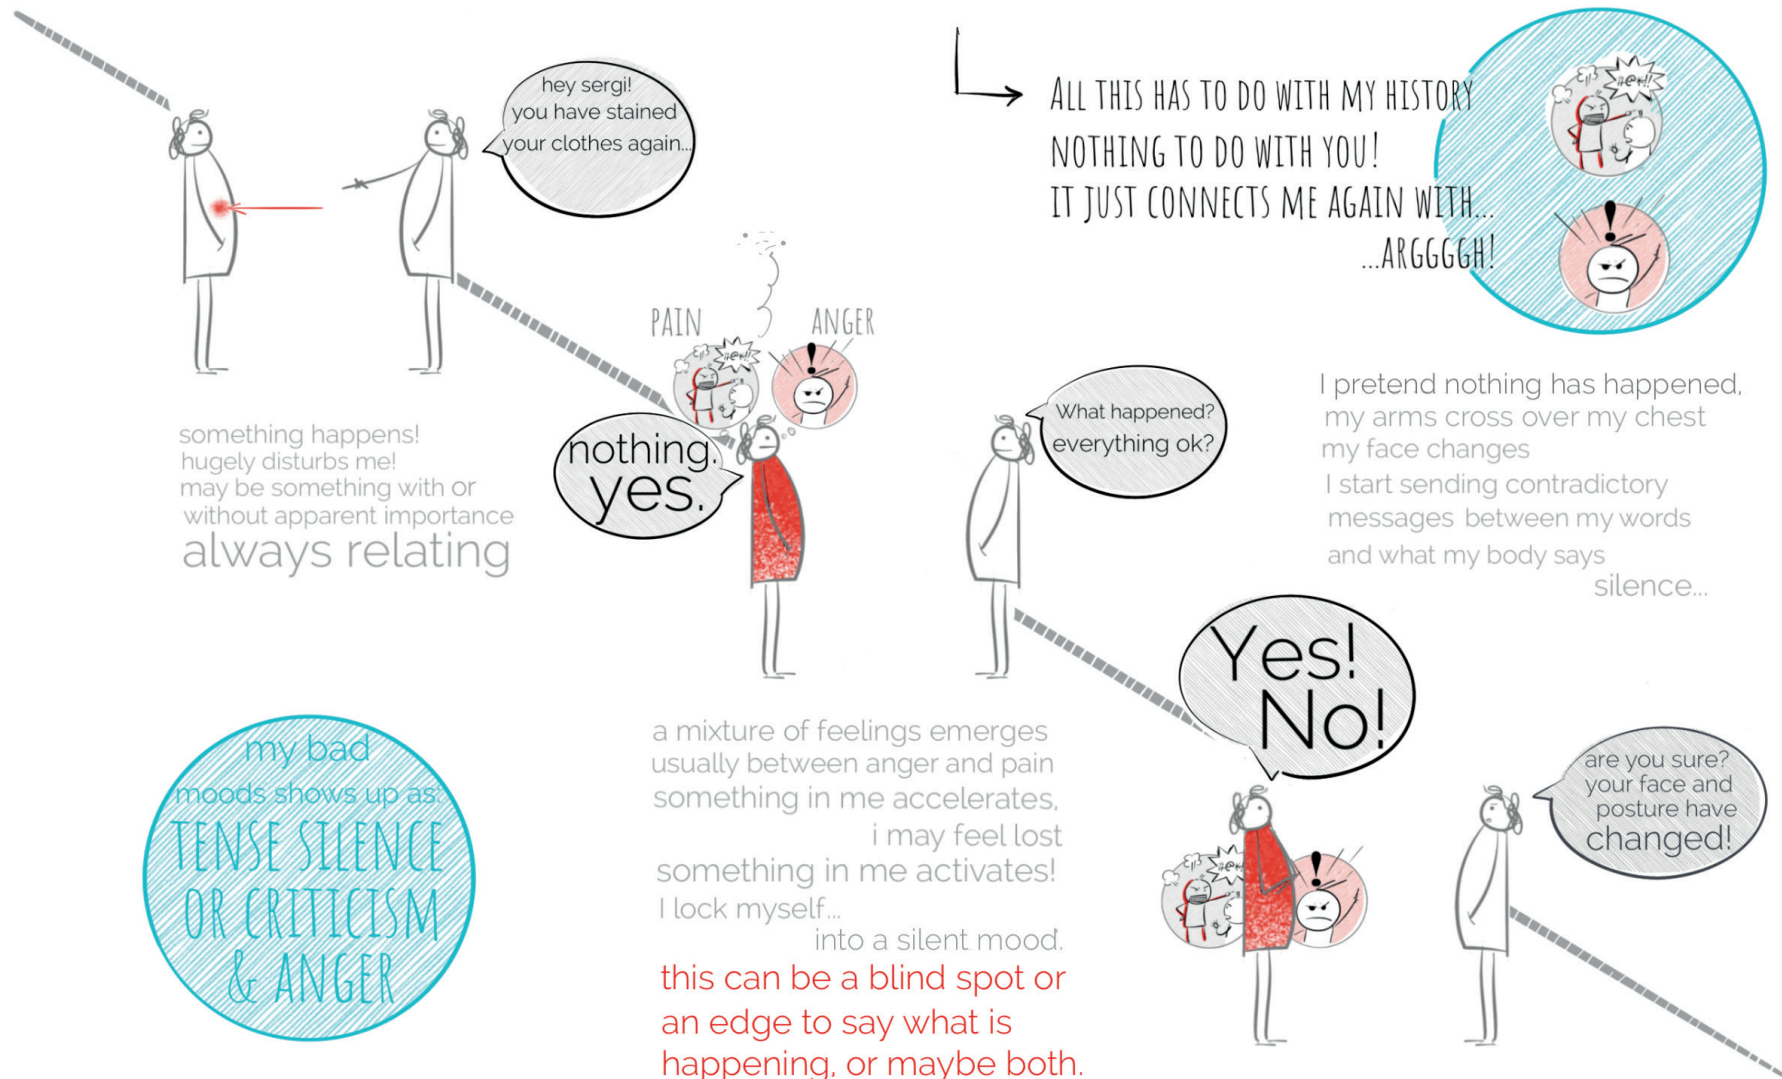 hey sergi!
you have stained
your clothes again...
ALL THIS HAS TO DO WITH MY HISTORY
NOTHING TO DO WITH YOU!
IT JUST CONNECTS ME AGAIN WITH...
...ARGGGGH!
#@*!!
something happens!
hugely disturbs me!
may be something with or
without apparent importance
always relating
PAIN
ANGER
#@*!!
!
nothing.
yes.
What happened?
everything ok?
I pretend nothing has happened,
my arms cross over my chest
my face changes
I start sending contradictory
messages between my words
and what my body says
silence...
my bad
moods shows up as:
TENSE SILENCE
OR CRITICISM
& ANGER
a mixture of feelings emerges
usually between anger and pain
something in me accelerates,
i may feel lost
something in me activates!
I lock myself...
into a silent mood.
this can be a blind spot or
an edge to say what is
happening, or maybe both.
Yes!
No!
are you sure?
your face and
posture have
changed!